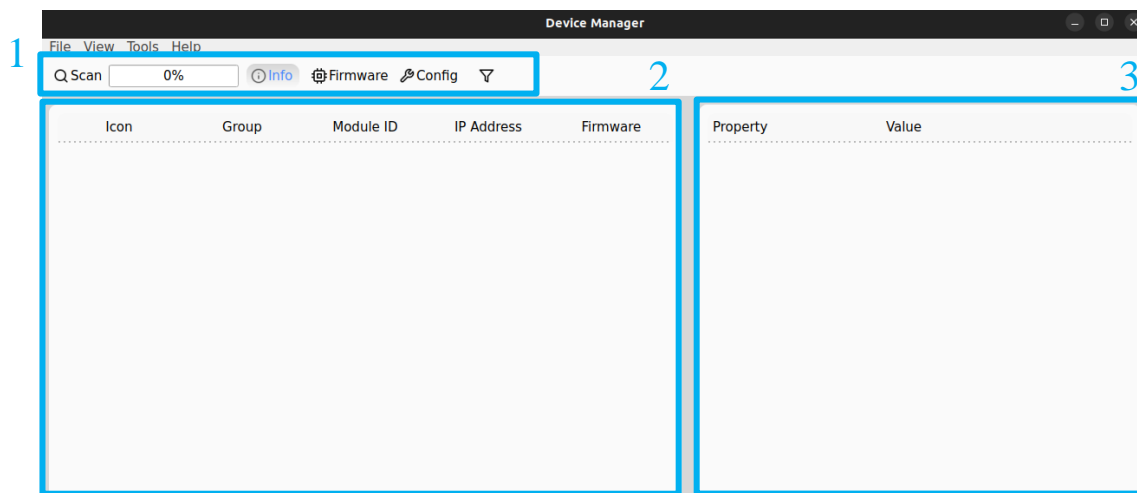 Device Manager
1
File View Tools Help
Scan 0% Info Firmware Config
2
3
Icon Group Module ID IP Address Firmware
Property Value